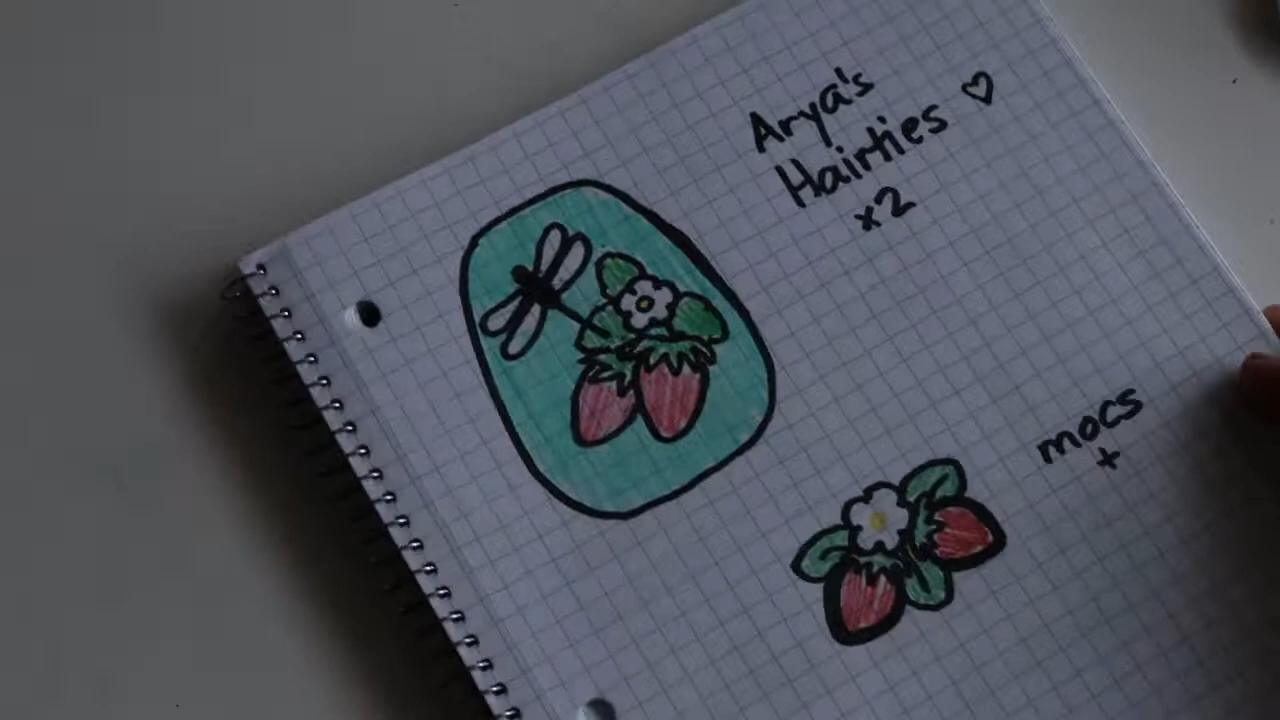 Arya's
Hairties ♡
x2
mocs
+